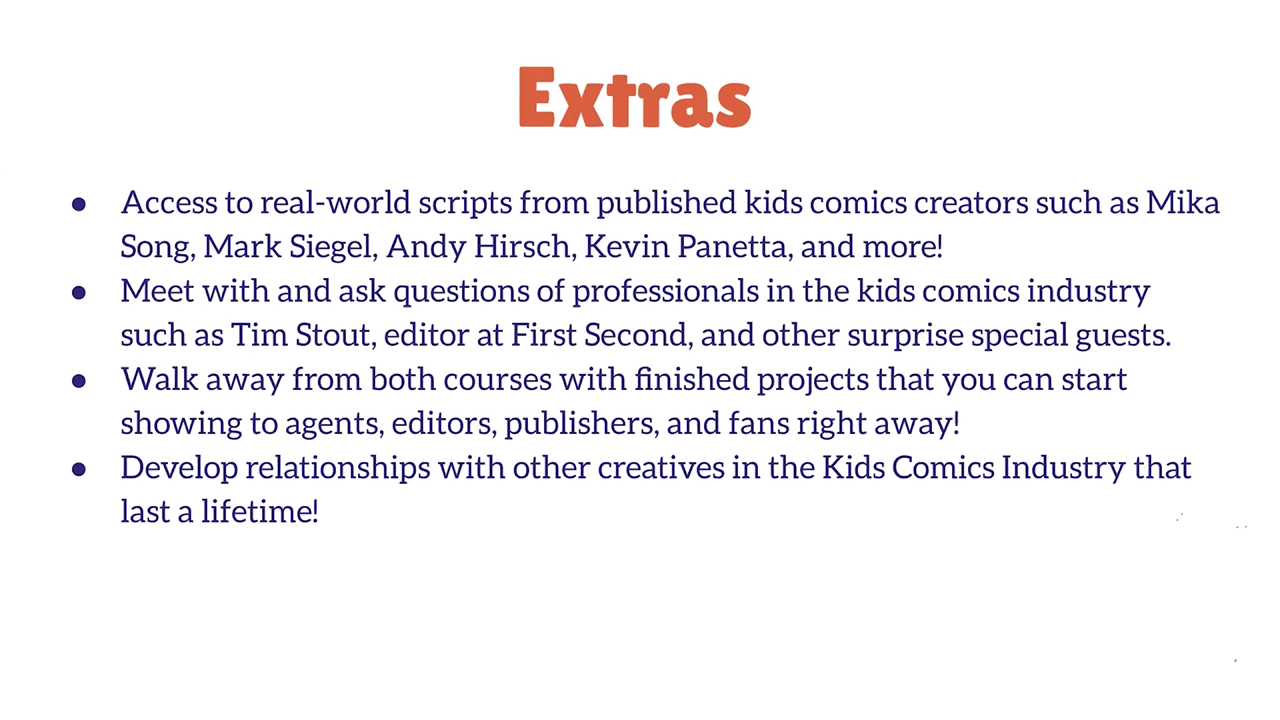 Extras
● Access to real-world scripts from published kids comics creators such as Mika
Song, Mark Siegel, Andy Hirsch, Kevin Panetta, and more!
● Meet with and ask questions of professionals in the kids comics industry
such as Tim Stout, editor at First Second, and other surprise special guests.
● Walk away from both courses with finished projects that you can start
showing to agents, editors, publishers, and fans right away!
● Develop relationships with other creatives in the Kids Comics Industry that
last a lifetime!